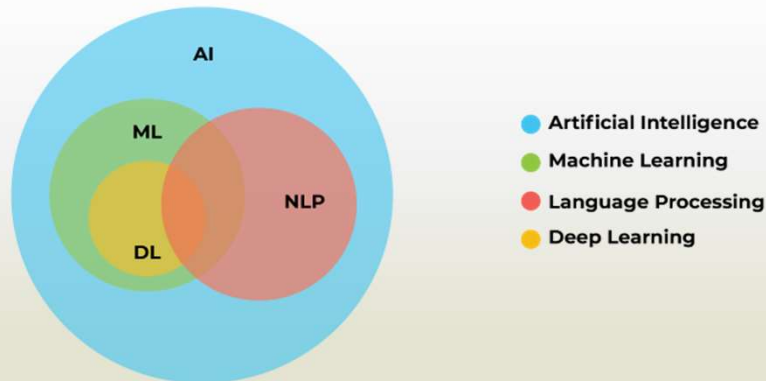 AI
ML
NLP
DL
Artificial Intelligence
Machine Learning
Language Processing
Deep Learning